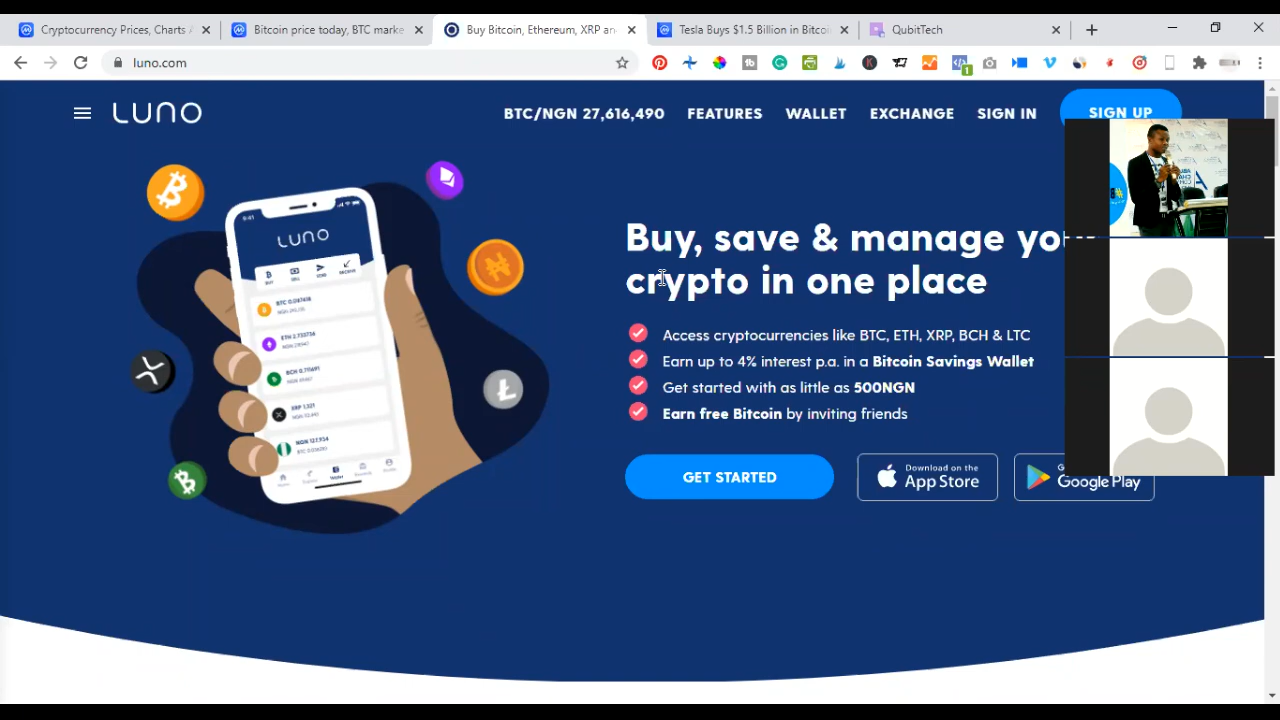 Cryptocurrency Prices, Charts
Bitcoin price today, BTC marke
Buy Bitcoin, Ethereum, XRP an
Tesla Buys $1.5 Billion in Bitcoi
QubitTech
luno.com
LUNO
BTC/NGN 27,616,490
FEATURES
WALLET
EXCHANGE
SIGN IN
SIGN UP
LUNO
Buy, save & manage you
crypto in one place
Access cryptocurrencies like BTC, ETH, XRP, BCH & LTC
Earn up to 4% interest p.a. in a Bitcoin Savings Wallet
Get started with as little as 500NGN
Earn free Bitcoin by inviting friends
GET STARTED
Download on the
App Store
Google Play